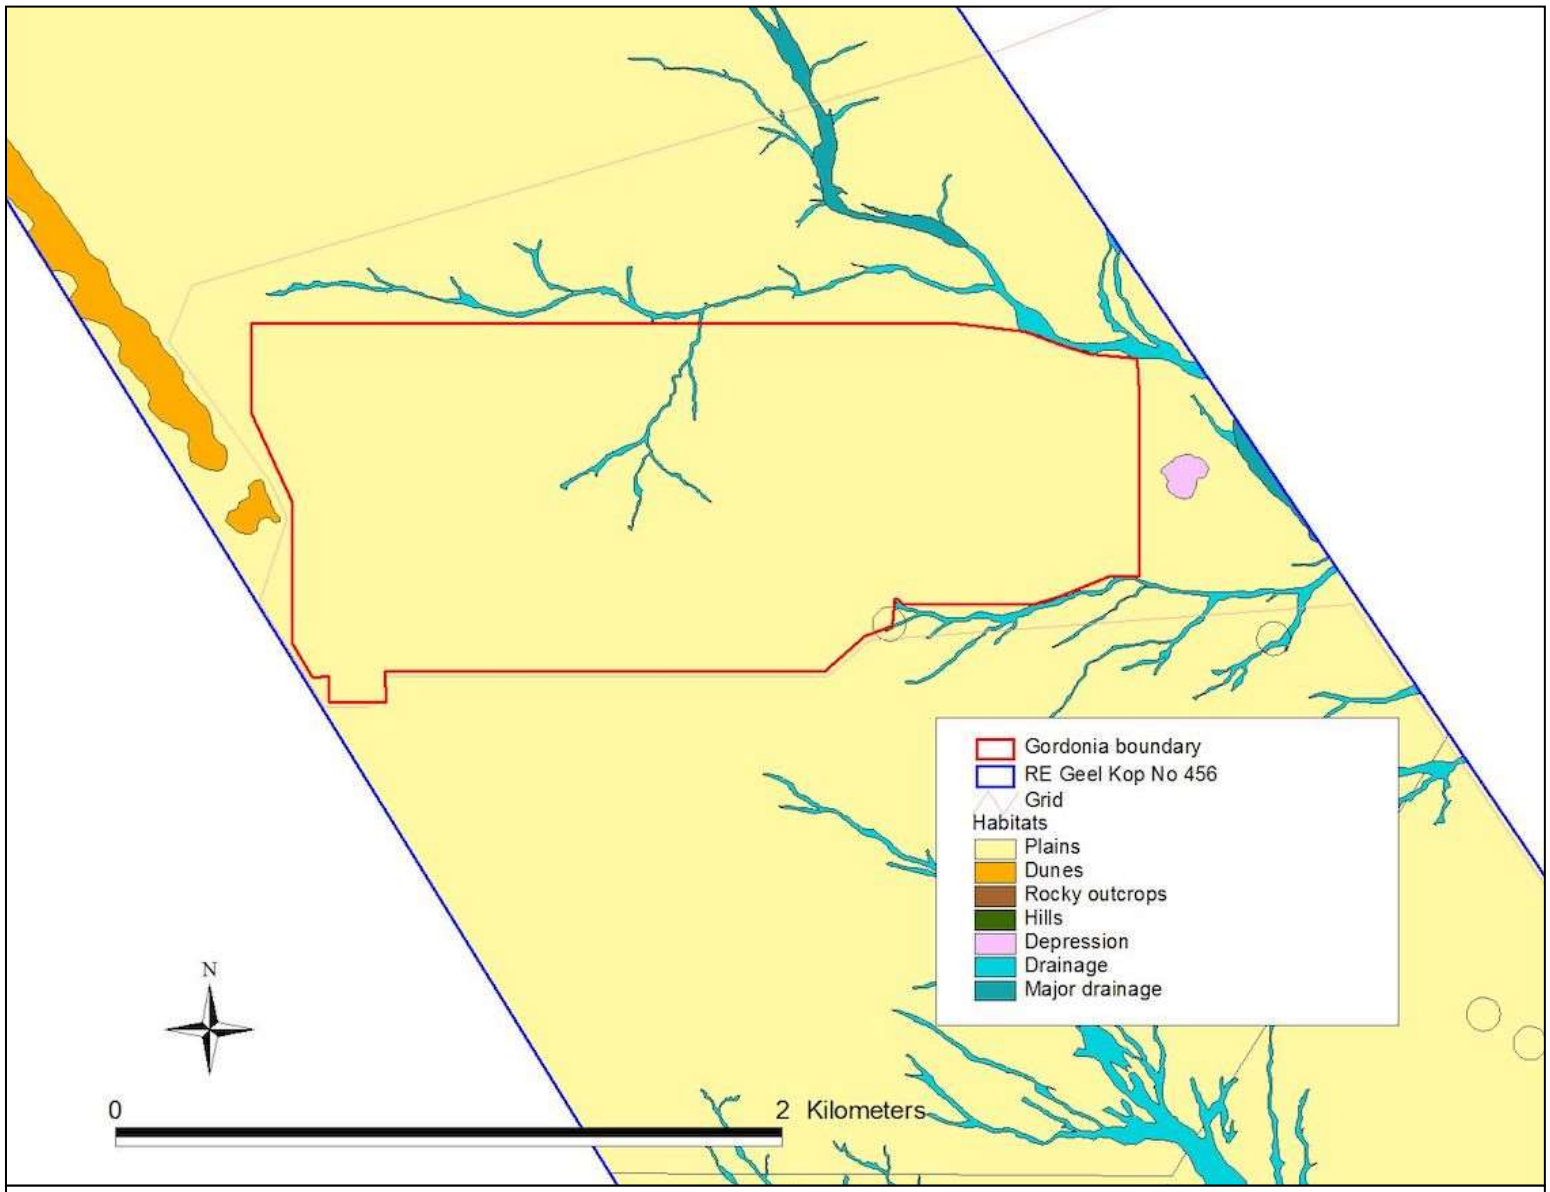 Gordonia boundary
RE Geel Kop No 456
Grid
Habitats
Plains
Dunes
Rocky outcrops
Hills
Depression
Drainage
Major drainage
N
0 2 Kilometers